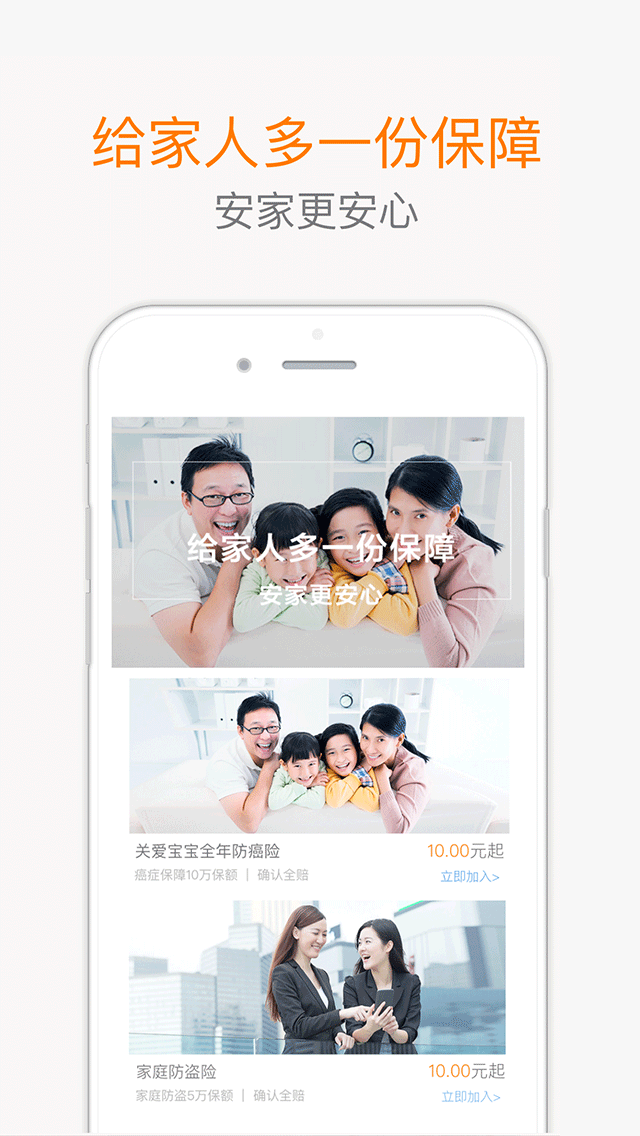 给家人多一份保障
安家更安心
给家人多一份保障
安家更安心
关爱宝宝全年防癌险
10.00元起
癌症保障10万保额 | 确认全赔
立即加入>
家庭防盗险
10.00元起
家庭防盗5万保额 | 确认全赔
立即加入>